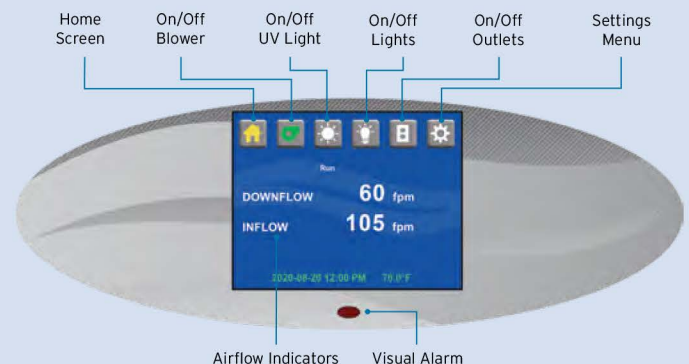 Home
Screen
On/Off
Blower
On/Off
UV Light
On/Off
Lights
On/Off
Outlets
Settings
Menu
Run
DOWNFLOW 60 fpm
INFLOW 105 fpm
2020-08-20 12:00 PM 70.0°F
Airflow Indicators
Visual Alarm